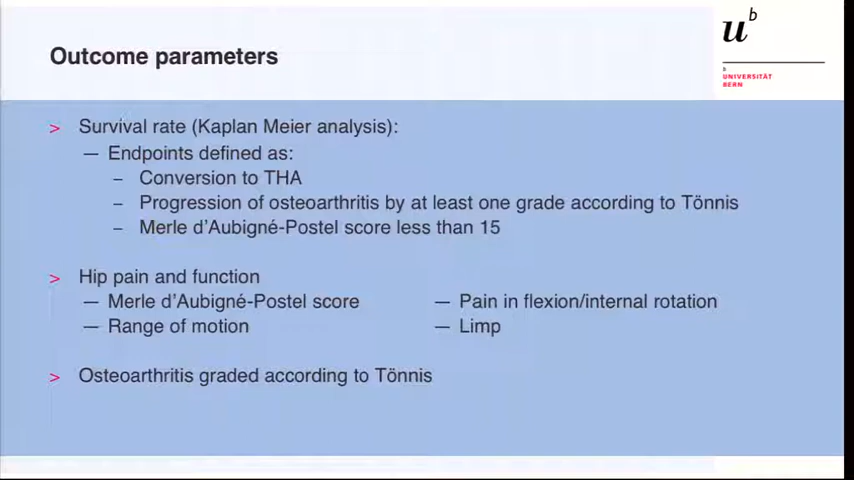 Outcome parameters
u b
b
UNIVERSITÄT
BERN
> Survival rate (Kaplan Meier analysis):
— Endpoints defined as:
– Conversion to THA
– Progression of osteoarthritis by at least one grade according to Tönnis
– Merle d'Aubigné-Postel score less than 15
> Hip pain and function
— Merle d'Aubigné-Postel score — Pain in flexion/internal rotation
— Range of motion — Limp
> Osteoarthritis graded according to Tönnis